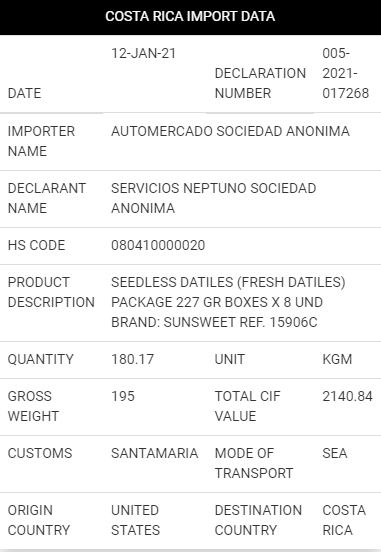 COSTA RICA IMPORT DATA
DATE 12-JAN-21 DECLARATION NUMBER 005-2021-017268
IMPORTER NAME AUTOMERCADO SOCIEDAD ANONIMA
DECLARANT NAME SERVICIOS NEPTUNO SOCIEDAD ANONIMA
HS CODE 080410000020
PRODUCT DESCRIPTION SEEDLESS DATILES (FRESH DATILES)
PACKAGE 227 GR BOXES X 8 UND
BRAND: SUNSWEET REF. 15906C
QUANTITY 180.17 UNIT KGM
GROSS WEIGHT 195 TOTAL CIF VALUE 2140.84
CUSTOMS SANTAMARIA MODE OF TRANSPORT SEA
ORIGIN COUNTRY UNITED STATES DESTINATION COUNTRY COSTA RICA